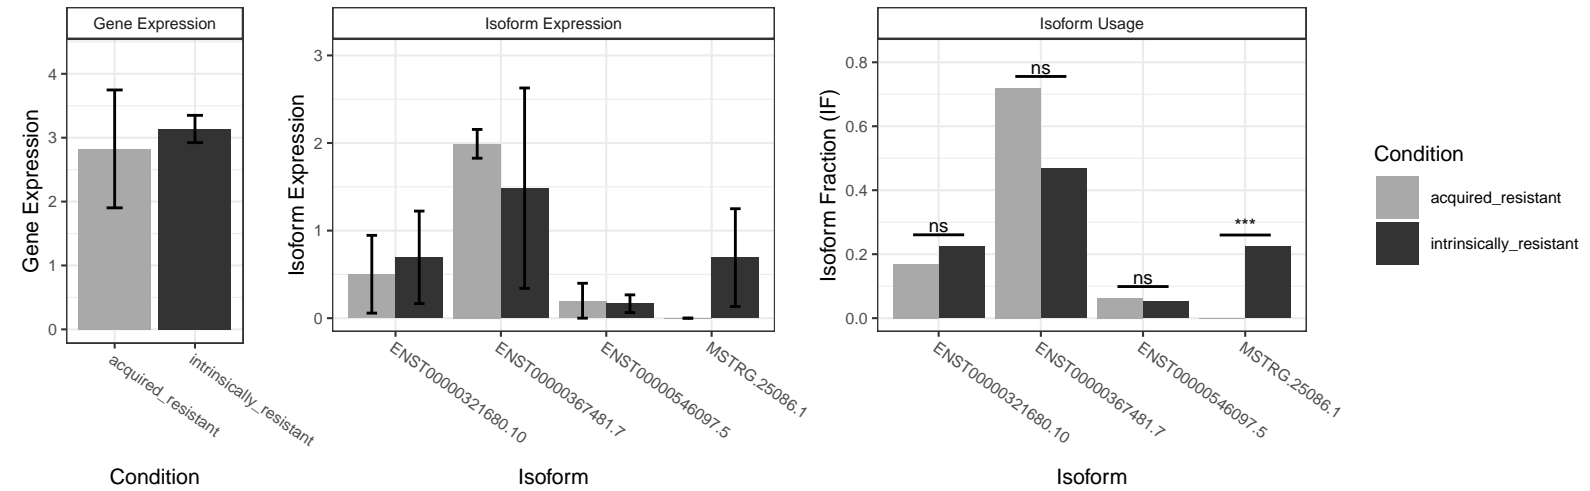 Gene Expression
Gene Expression
4
3
2
1
0
acquired_resistant
intrinsically_resistant
Condition
Isoform Expression
Isoform Expression
3
2
1
0
ENST00000321680.10
ENST00000367481.7
ENST00000546097.5
MSTRG.25086.1
Isoform
Isoform Usage
Isoform Fraction (IF)
0.8
0.6
0.4
0.2
0.0
ns
ns
ns
***
ENST00000321680.10
ENST00000367481.7
ENST00000546097.5
MSTRG.25086.1
Isoform
Condition
acquired_resistant
intrinsically_resistant